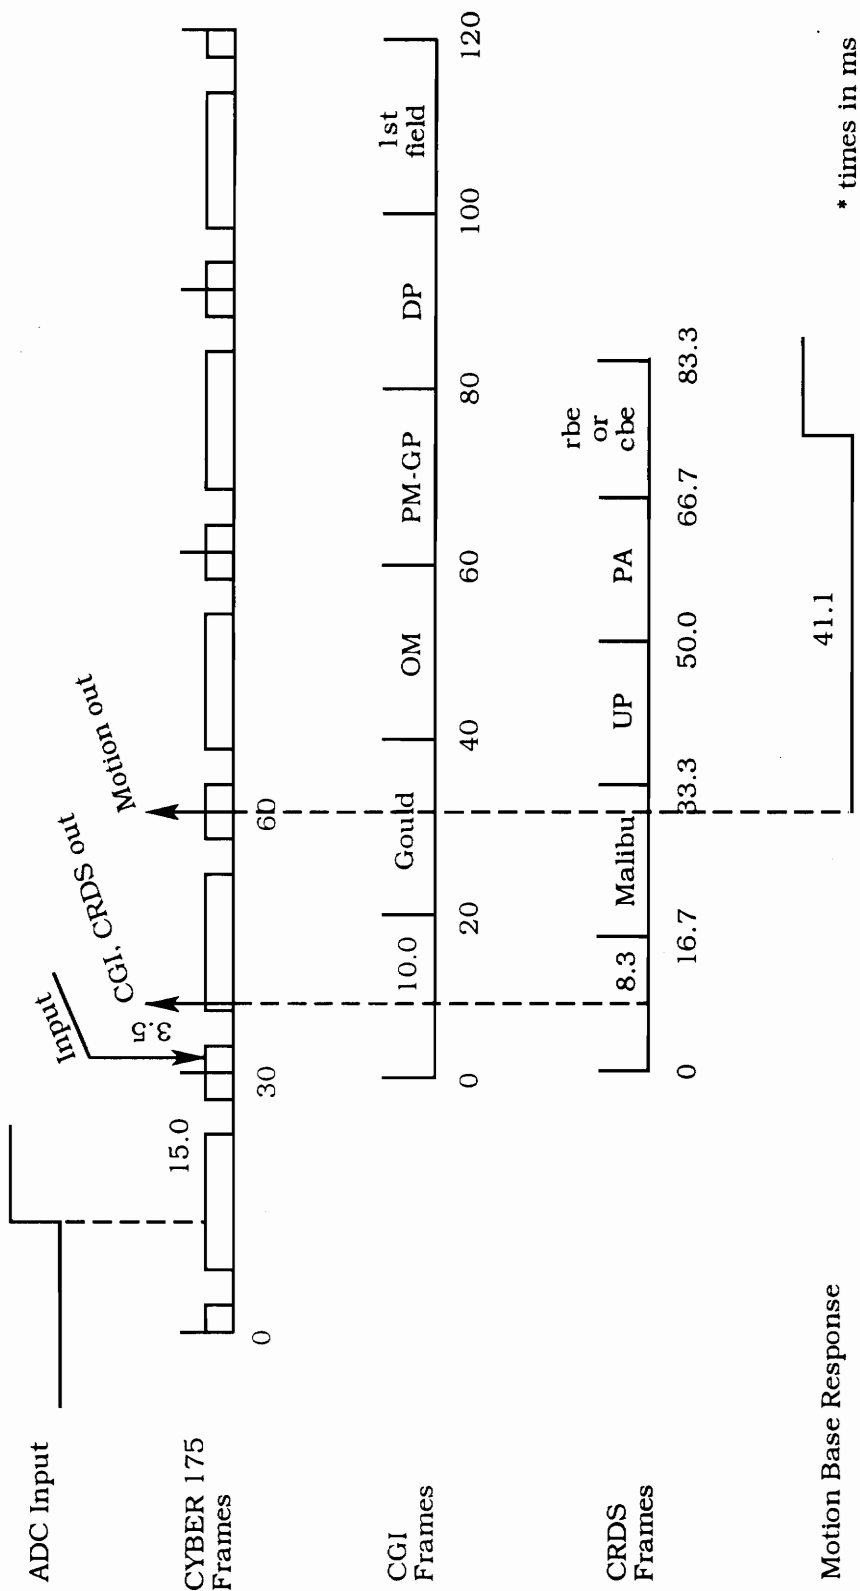 ADC Input
Input
CGI, CRDS out
Motion out
3.5
15.0
CYBER 175
Frames
0
30
60
CGI
Frames
10.0
Gould
OM
PM-GP
DP
1st
field
0
20
40
60
80
100
120
CRDS
Frames
8.3
Malibu
UP
PA
rbe
or
cbe
0
16.7
33.3
50.0
66.7
83.3
Motion Base Response
41.1
* times in ms